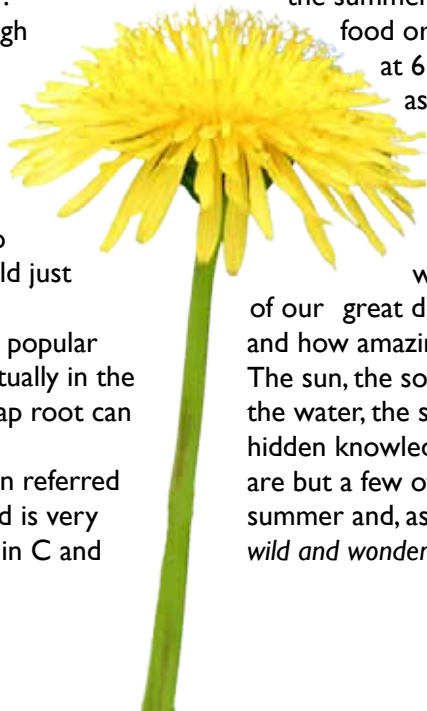 gh
o
ld just
popular
tually in the
ap root can
n referred
d is very
in C and
the summer
food or
at 6
as
w
of our great d
and how amazin
The sun, the so
the water, the s
hidden knowled
are but a few o
summer and, as
wild and wonder